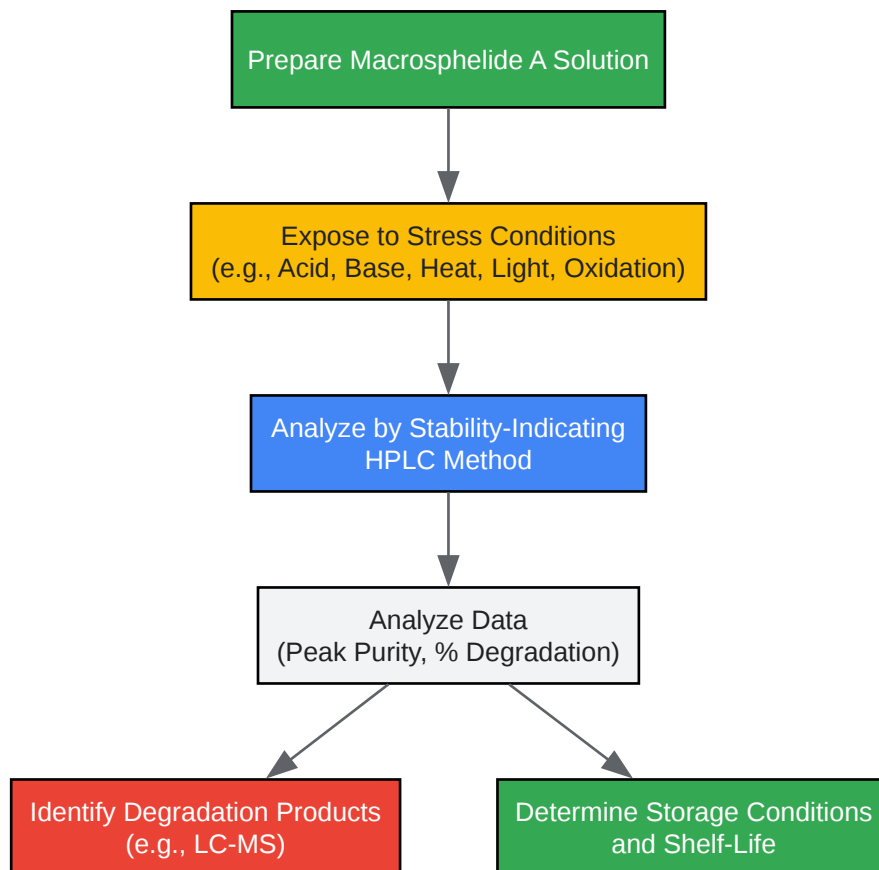 Prepare Macrosphelide A Solution
Expose to Stress Conditions
(e.g., Acid, Base, Heat, Light, Oxidation)
Analyze by Stability-Indicating
HPLC Method
Analyze Data
(Peak Purity, % Degradation)
Identify Degradation Products
(e.g., LC-MS)
Determine Storage Conditions
and Shelf-Life